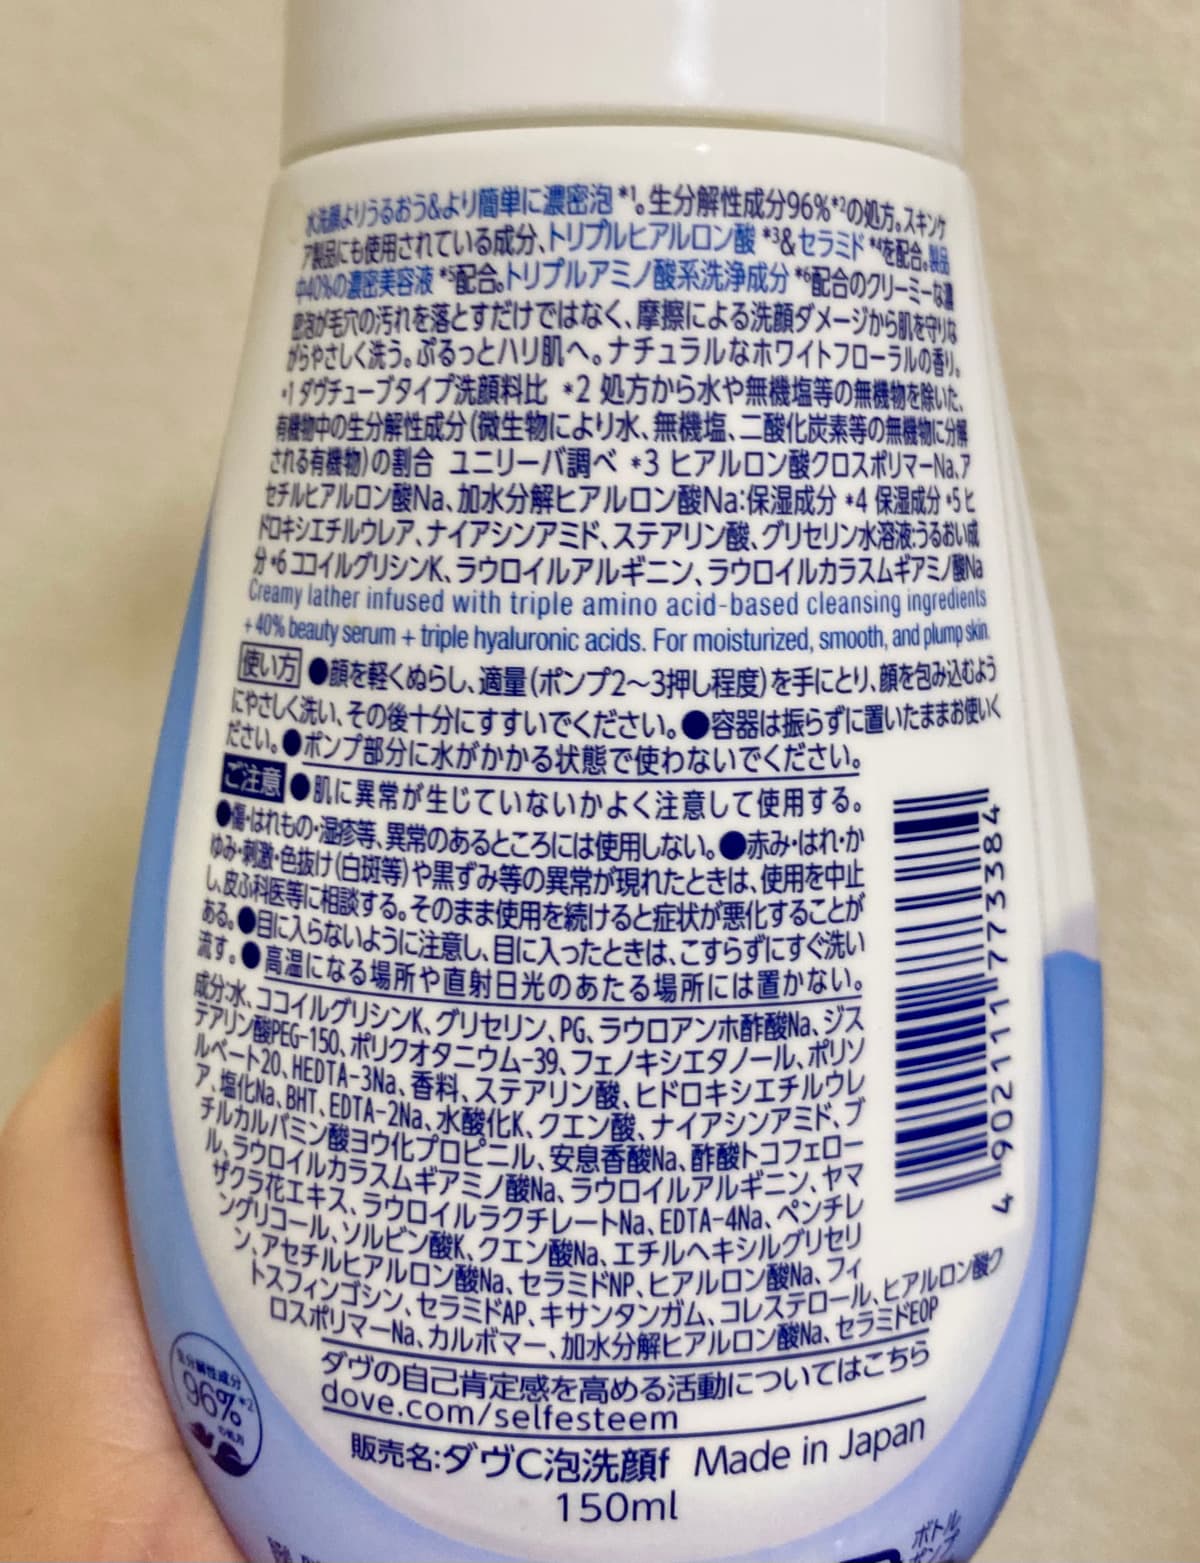 水洗顔よりうるおう&より簡単に濃密泡*1。生分解性成分96%*2の処方。スキンケ
ア製品にも使用されている成分、トリプルヒアルロン酸*3&セラミド*4を配合。製品
中40%の濃密美容液*5配合。トリプルアミノ酸系洗浄成分*6配合のクリーミーな濃
密泡が毛穴の汚れを落とすだけではなく、摩擦による洗顔ダメージから肌を守りな
がらやさしく洗う。ぷるっとハリ肌へ。ナチュラルなホワイトフローラルの香り。
*1 ダヴチューブタイプ洗顔料比 *2 処方から水や無機塩等の無機物を除いた、
有機物中の生分解性成分(微生物により水、無機塩、二酸化炭素等の無機物に分解
される有機物)の割合 ユニリーバ調べ *3 ヒアルロン酸クロスポリマーNa、ア
セチルヒアルロン酸Na、加水分解ヒアルロン酸Na:保湿成分 *4 保湿成分 *5 ヒ
ドロキシエチルウレア、ナイアシンアミド、ステアリン酸、グリセリン水溶液:うるおい成
分 *6 ココイルグリシンK、ラウロイルアルギニン、ラウロイルカラスムギアミノ酸Na
Creamy lather infused with triple amino acid-based cleansing ingredients
+ 40% beauty serum + triple hyaluronic acids. For moisturized, smooth, and plump skin.
使い方 ●顔を軽くぬらし、適量(ポンプ2〜3押し程度)を手にとり、顔を包み込むよう
にやさしく洗い、その後十分にすすいでください。●容器は振らずに置いたままお使いく
ださい。●ポンプ部分に水がかかる状態で使わないでください。
ご注意 ●肌に異常が生じていないかよく注意して使用する。
●傷・はれもの・湿疹等、異常のあるところには使用しない。●赤み・はれ・か
ゆみ・刺激・色抜け(白斑等)や黒ずみ等の異常が現れたときは、使用を中止
し、皮ふ科医等に相談する。そのまま使用を続けると症状が悪化することが
ある。●目に入らないように注意し、目に入ったときは、こすらずにすぐ洗い
流す。●高温になる場所や直射日光のあたる場所には置かない。
成分:水、ココイルグリシンK、グリセリン、PG、ラウロアンホ酢酸Na、ジス
テアリン酸PEG-150、ポリクオタニウム-39、フェノキシエタノール、ポリソ
ルベート20、HEDTA-3Na、香料、ステアリン酸、ヒドロキシエチルウレ
ア、塩化Na、BHT、EDTA-2Na、水酸化K、クエン酸、ナイアシンアミド、ブ
チルカルバミン酸ヨウ化プロピニル、安息香酸Na、酢酸トコフェロー
ル、ラウロイルカラスムギアミノ酸Na、ラウロイルアルギニン、ヤマ
ザクラ花エキス、ラウロイルラクチレートNa、EDTA-4Na、ペンチレ
ングリコール、ソルビン酸K、クエン酸Na、エチルヘキシルグリセリ
ン、アセチルヒアルロン酸Na、セラミドNP、ヒアルロン酸Na、フィ
トスフィンゴシン、セラミドAP、キサンタンガム、コレステロール、ヒアルロン酸ク
ロスポリマーNa、カルボマー、加水分解ヒアルロン酸Na、セラミドEOP
ダヴの自己肯定感を高める活動についてはこちら
dove.com/selfesteem
販売名:ダヴC泡洗顔f Made in Japan
150ml
4902111773384
生分解性成分
96%*2
の処方
ボトル